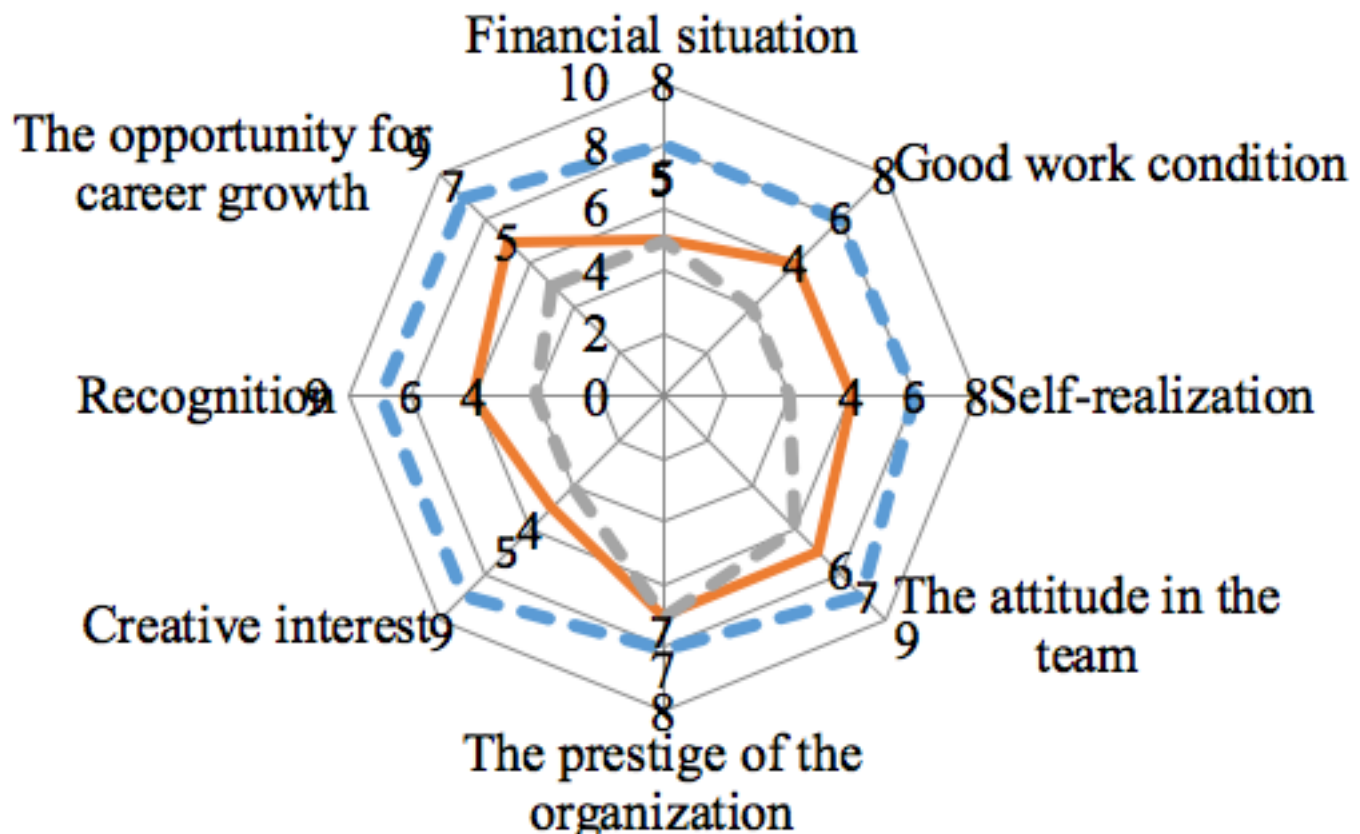 Financial situation
10 8
The opportunity for
career growth
9
7
8
5
8 Good work condition
6
6
5
4
4
2
Recognition 9 6 4 0 4 6 8 Self-realization
4
5
6
7
The attitude in the
team
9
Creative interest 9
7
7
8
The prestige of the
organization